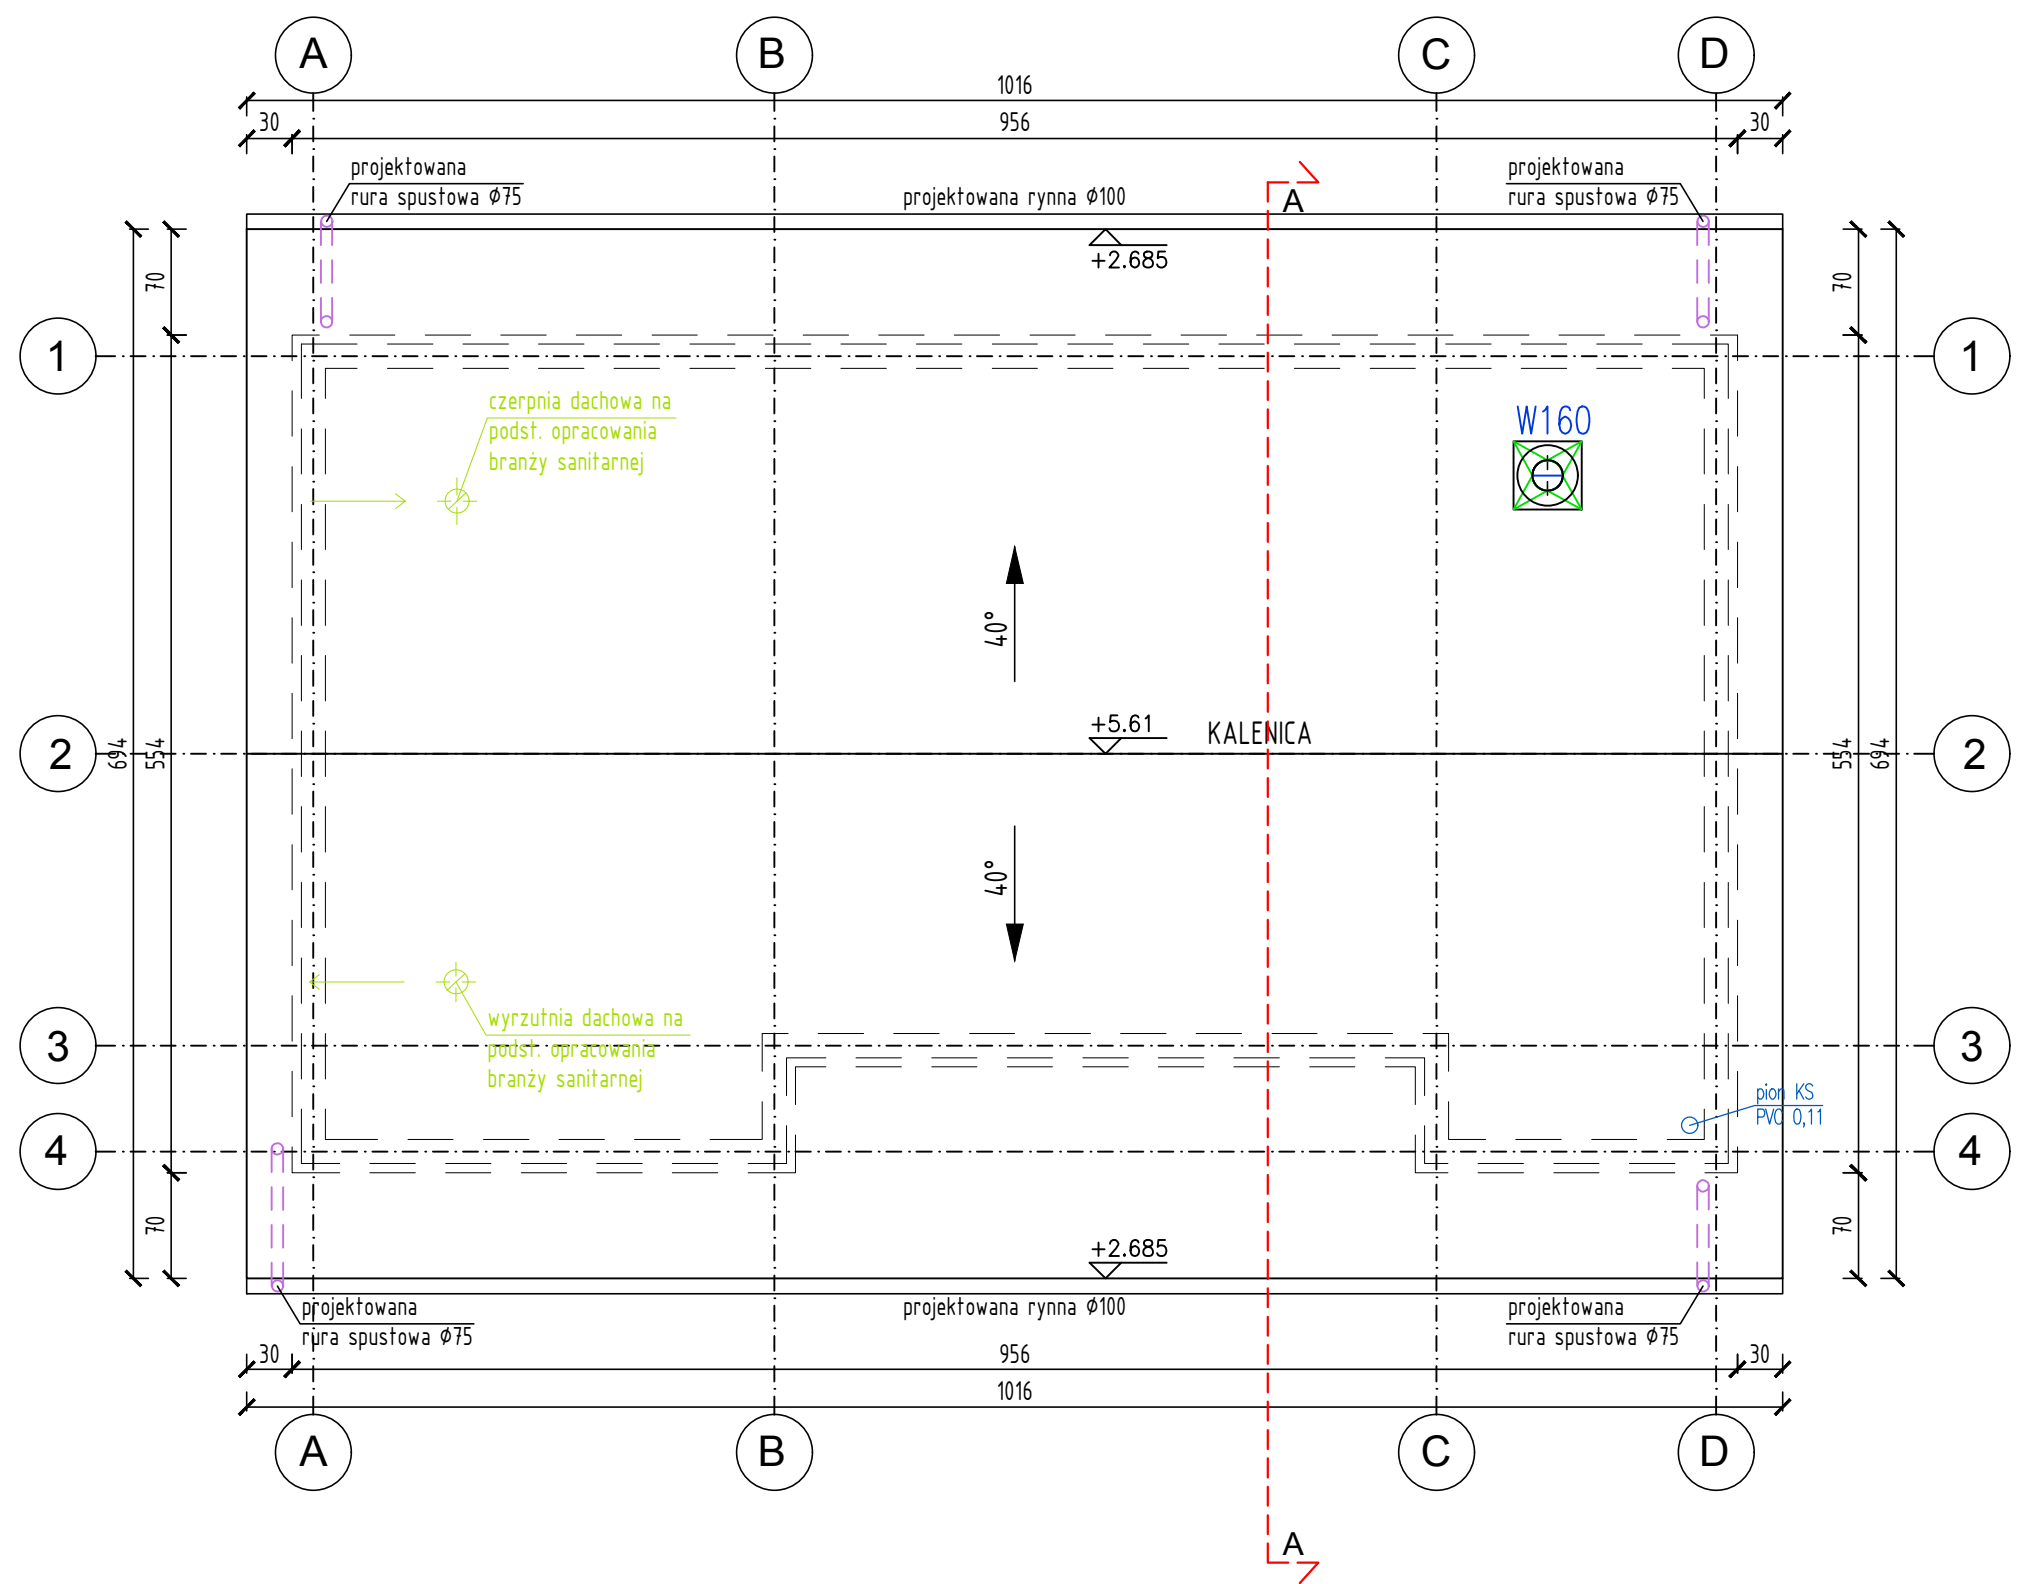 A B C D
1016
30 956 30
projektowana
rura spustowa Ø75
projektowana rynna Ø100
A
projektowana
rura spustowa Ø75
+2.685
70
70
1 1
czerpnia dachowa na
podst. opracowania
branży sanitarnej
W160
40°
+5.61
KALENICA
2 2
694 554
554 694
40°
wyrzutnia dachowa na
podst. opracowania
branży sanitarnej
3 3
pion KS
PVC 0,11
4 4
70
70
+2.685
projektowana
rura spustowa Ø75
projektowana rynna Ø100
projektowana
rura spustowa Ø75
30 956 30
1016
A B C D
A